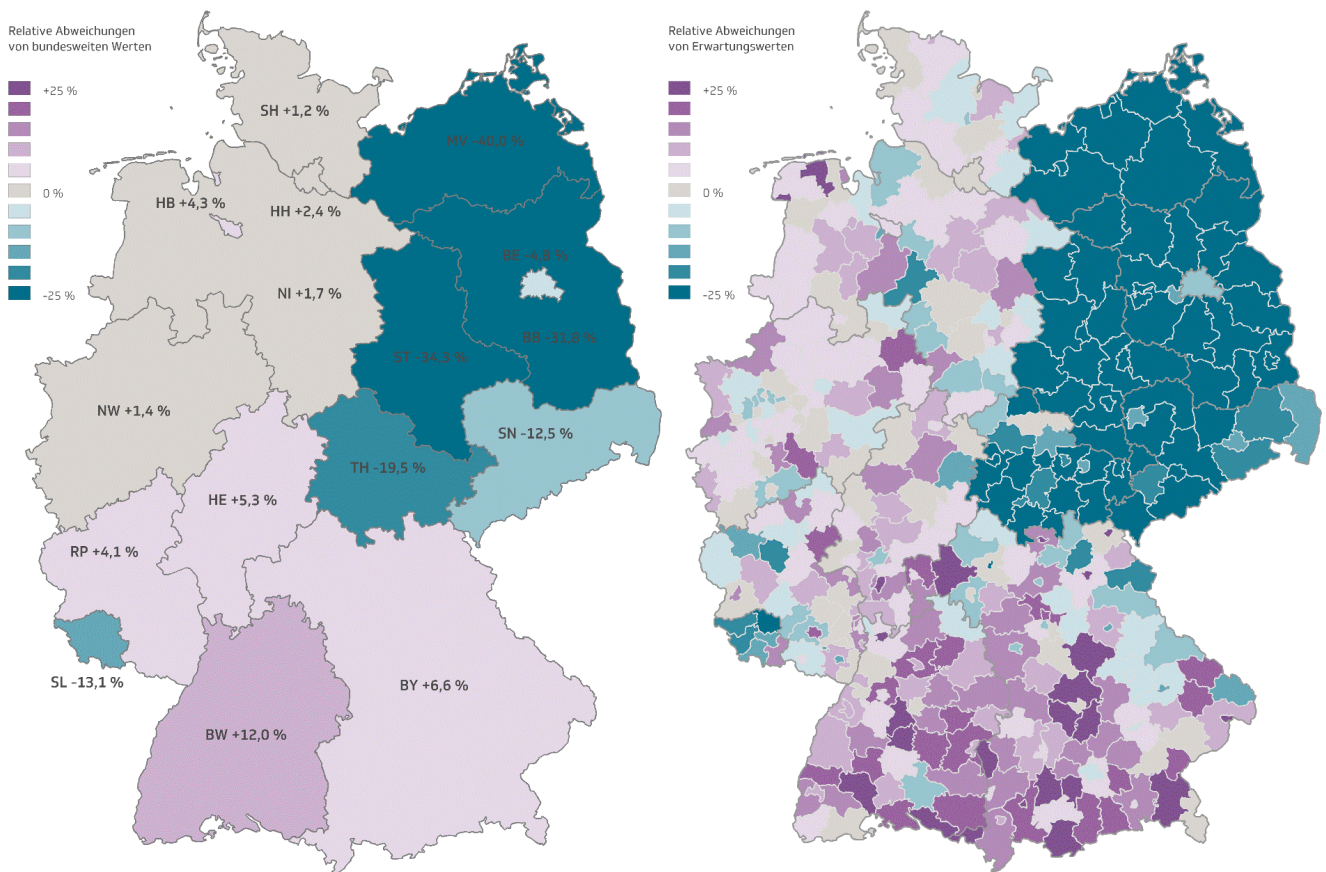 Relative Abweichungen
von bundesweiten Werten
+25 %
0 %
-25 %
SH +1,2 %
MV -40,0 %
HB +4,3 %
HH +2,4 %
BE -4,8 %
NI +1,7 %
BB -31,8 %
ST -34,3 %
NW +1,4 %
SN -12,5 %
TH -19,5 %
HE +5,3 %
RP +4,1 %
SL -13,1 %
BY +6,6 %
BW +12,0 %
Relative Abweichungen
von Erwartungswerten
+25 %
0 %
-25 %